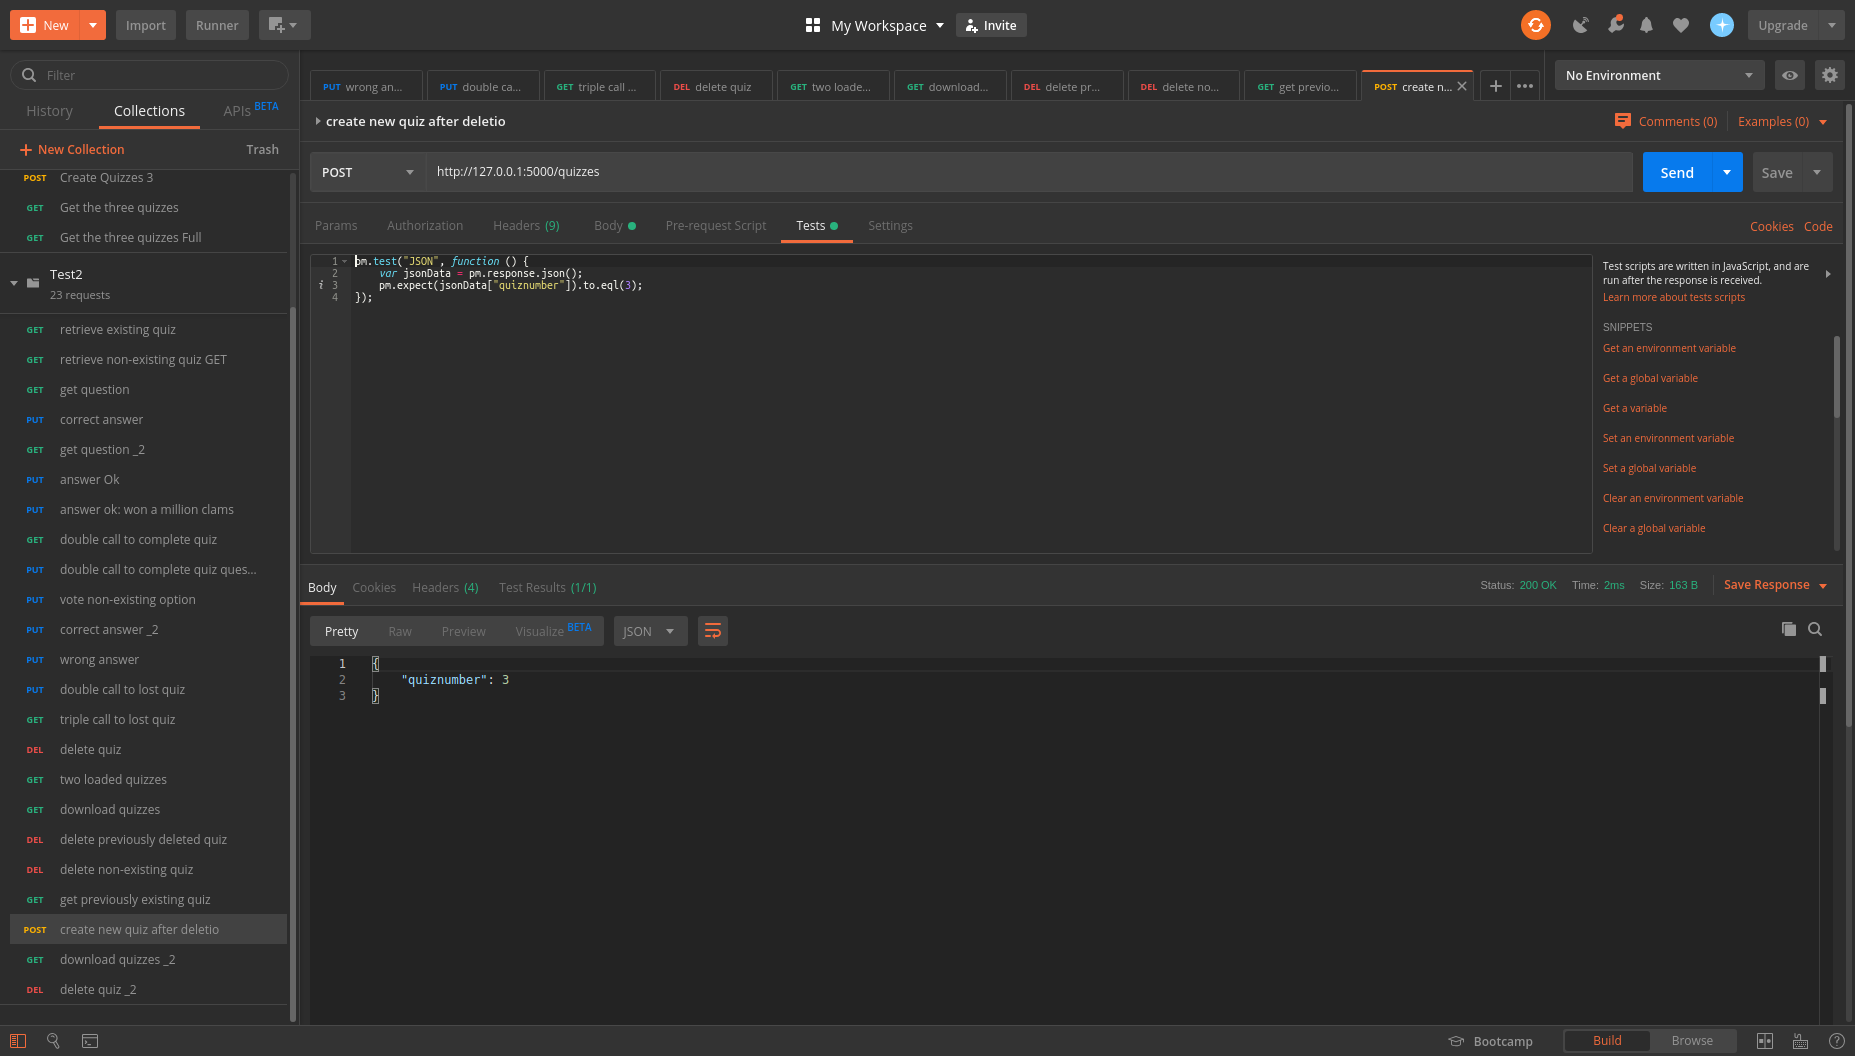 New Import Runner My Workspace Invite Upgrade
Filter
History Collections APIs BETA
New Collection Trash
POST Create Quizzes 3
GET Get the three quizzes
GET Get the three quizzes Full
Test2
23 requests
GET retrieve existing quiz
GET retrieve non-existing quiz GET
GET get question
PUT correct answer
GET get question _2
PUT answer Ok
PUT answer ok: won a million clams
GET double call to complete quiz
PUT double call to complete quiz ques...
PUT vote non-existing option
PUT correct answer _2
PUT wrong answer
PUT double call to lost quiz
GET triple call to lost quiz
DEL delete quiz
GET two loaded quizzes
GET download quizzes
DEL delete previously deleted quiz
DEL delete non-existing quiz
GET get previously existing quiz
POST create new quiz after deletio
GET download quizzes _2
DEL delete quiz _2
PUT wrong an... PUT double ca... GET triple call ... DEL delete quiz GET two loade... GET download... DEL delete pr... DEL delete no... GET get previo... POST create n... No Environment
create new quiz after deletio Comments (0) Examples (0)
POST http://127.0.0.1:5000/quizzes Send Save
Params Authorization Headers (9) Body Pre-request Script Tests Settings Cookies Code
1 pm.test("JSON", function () {
2 var jsonData = pm.response.json();
i 3 pm.expect(jsonData["quiznumber"]).to.eql(3);
4 });
Test scripts are written in JavaScript, and are
run after the response is received.
Learn more about tests scripts
SNIPPETS
Get an environment variable
Get a global variable
Get a variable
Set an environment variable
Set a global variable
Clear an environment variable
Clear a global variable
Body Cookies Headers (4) Test Results (1/1) Status: 200 OK Time: 2ms Size: 163 B Save Response
Pretty Raw Preview Visualize BETA JSON
1 {
2 "quiznumber": 3
3 }
Bootcamp Build Browse